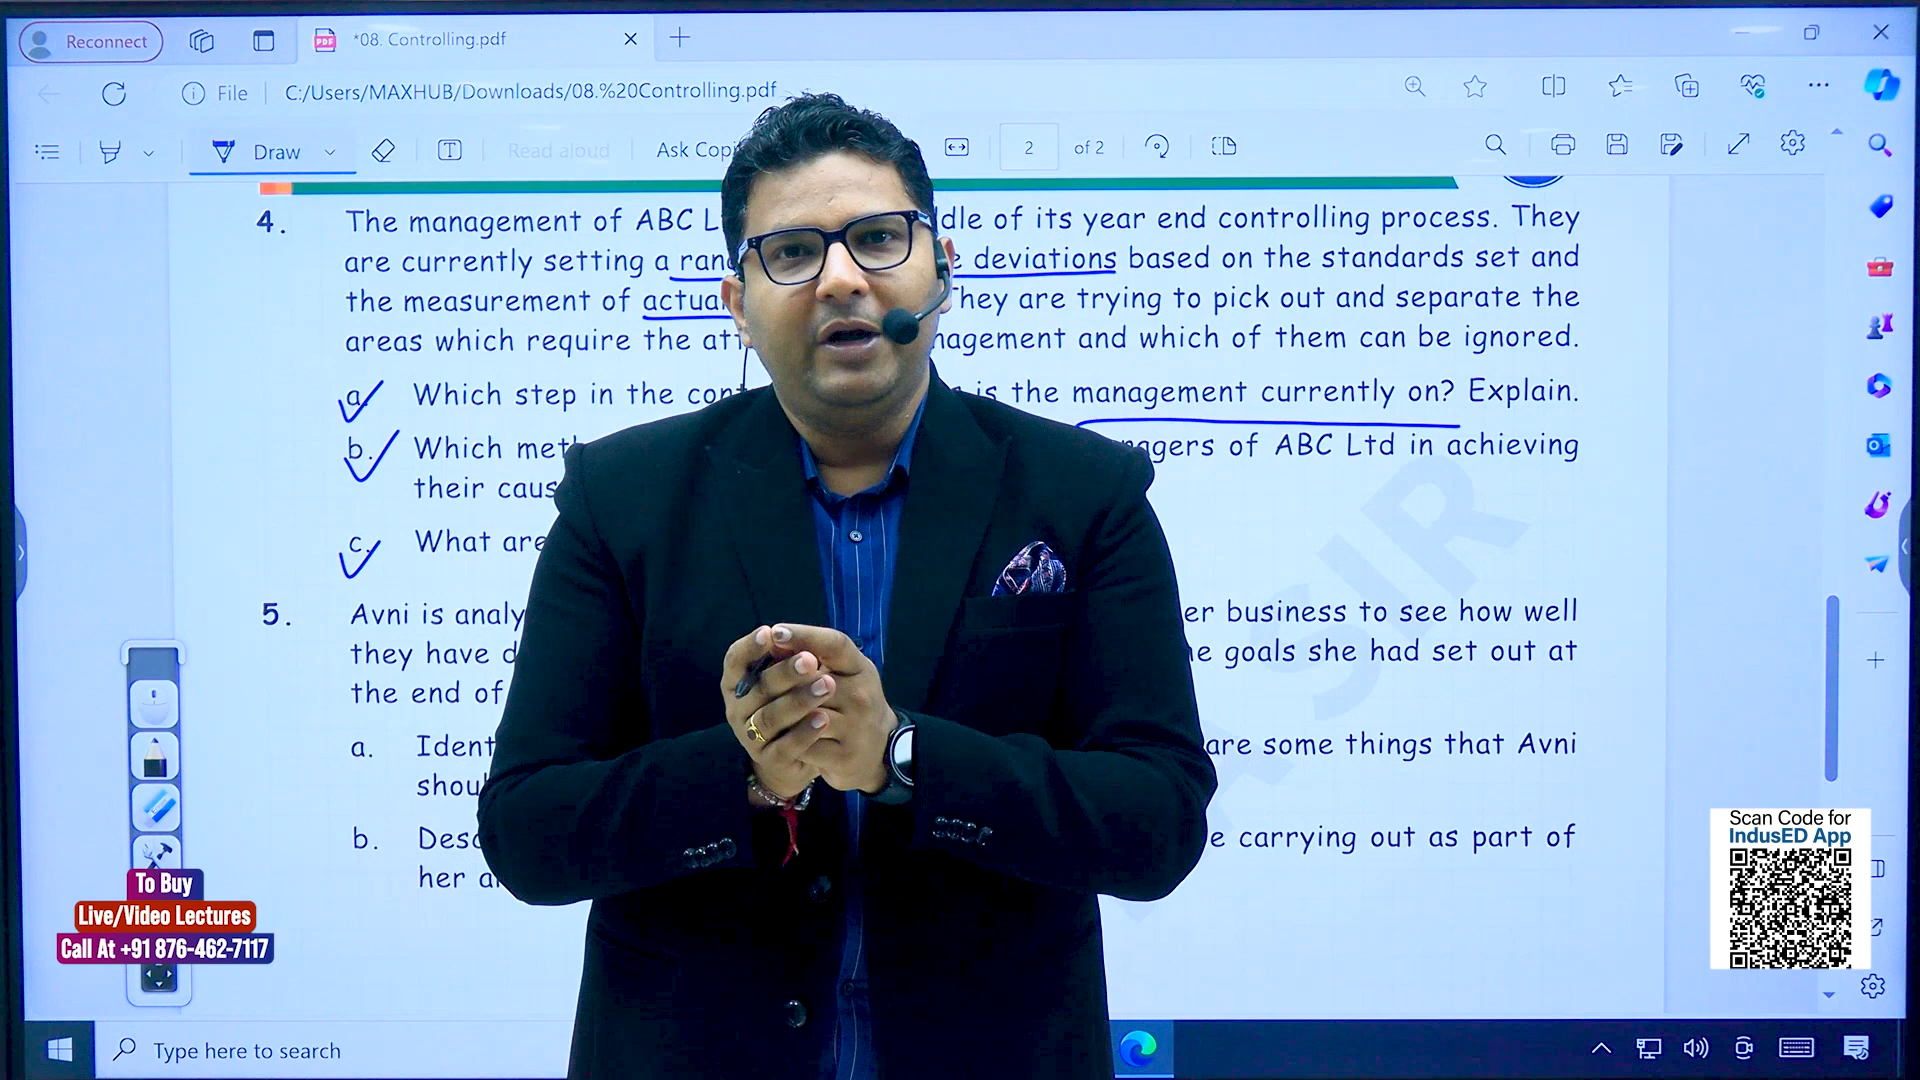 Reconnect
*08. Controlling.pdf
File
C:/Users/MAXHUB/Downloads/08.%20Controlling.pdf
Draw
Read aloud
Ask Copi
2
of 2
4. The management of ABC L dle of its year end controlling process. They
are currently setting a ran e deviations based on the standards set and
the measurement of actua They are trying to pick out and separate the
areas which require the att nagement and which of them can be ignored.
a. Which step in the con is the management currently on? Explain.
b. Which met nagers of ABC Ltd in achieving
their caus
c. What are
5. Avni is analy er business to see how well
they have d e goals she had set out at
the end of
a. Ident are some things that Avni
shou
b. Desc e carrying out as part of
her a
SIR
To Buy
Live/Video Lectures
Call At +91 876-462-7117
Scan Code for
IndusED App
Type here to search